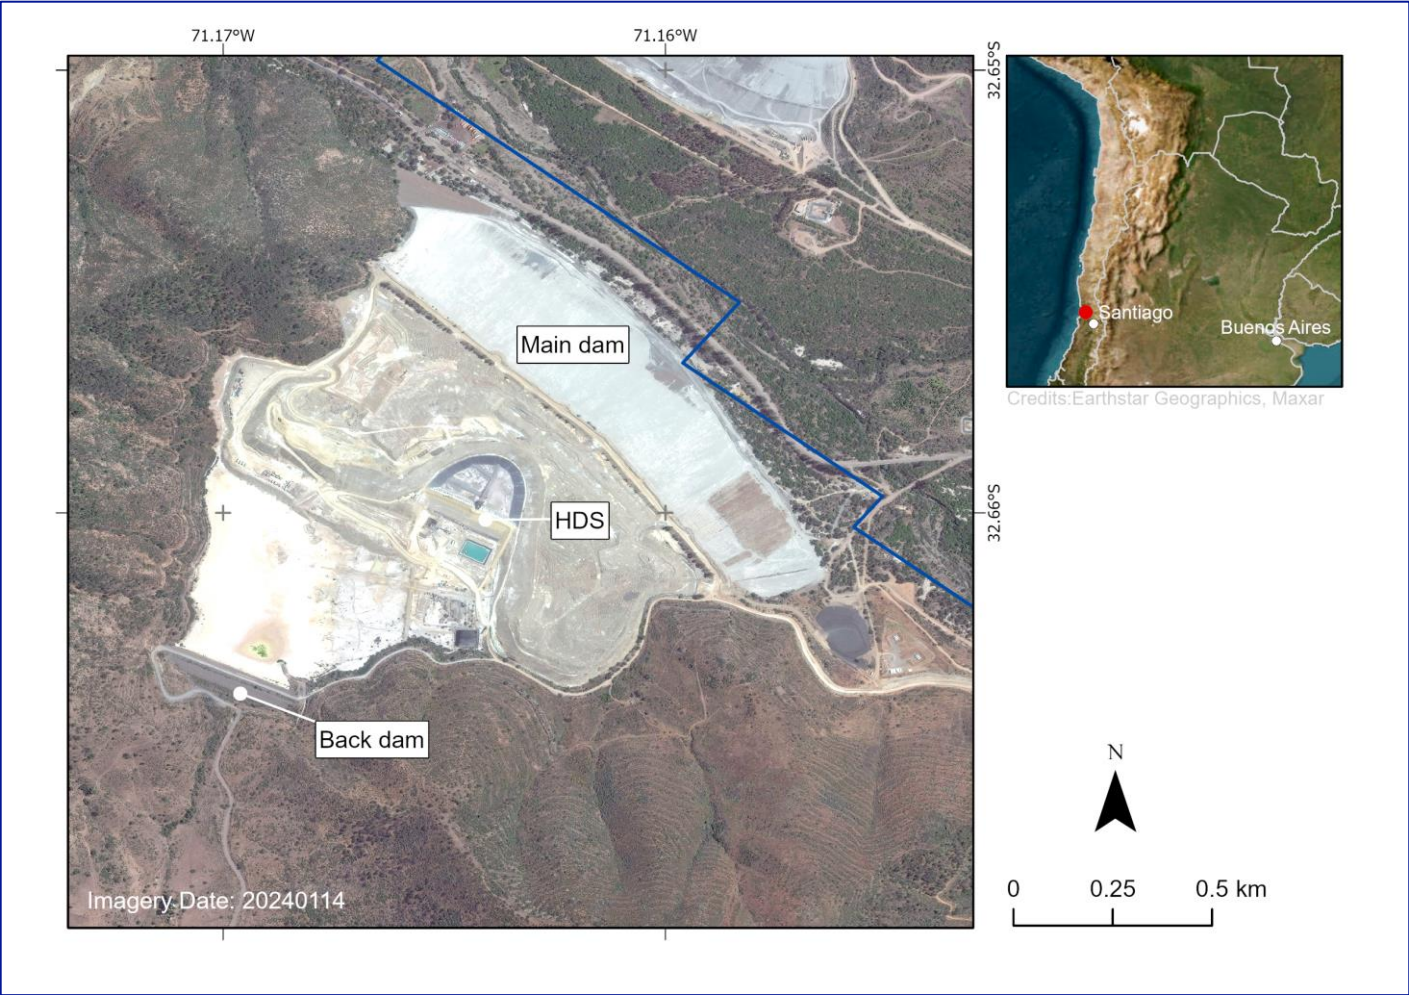 71.17°W
71.16°W
32.65°S
Main dam
Santiago
Buenos Aires
Credits:Earthstar Geographics, Maxar
HDS
32.66°S
Back dam
N
Imagery Date: 20240114
0 0.25 0.5 km